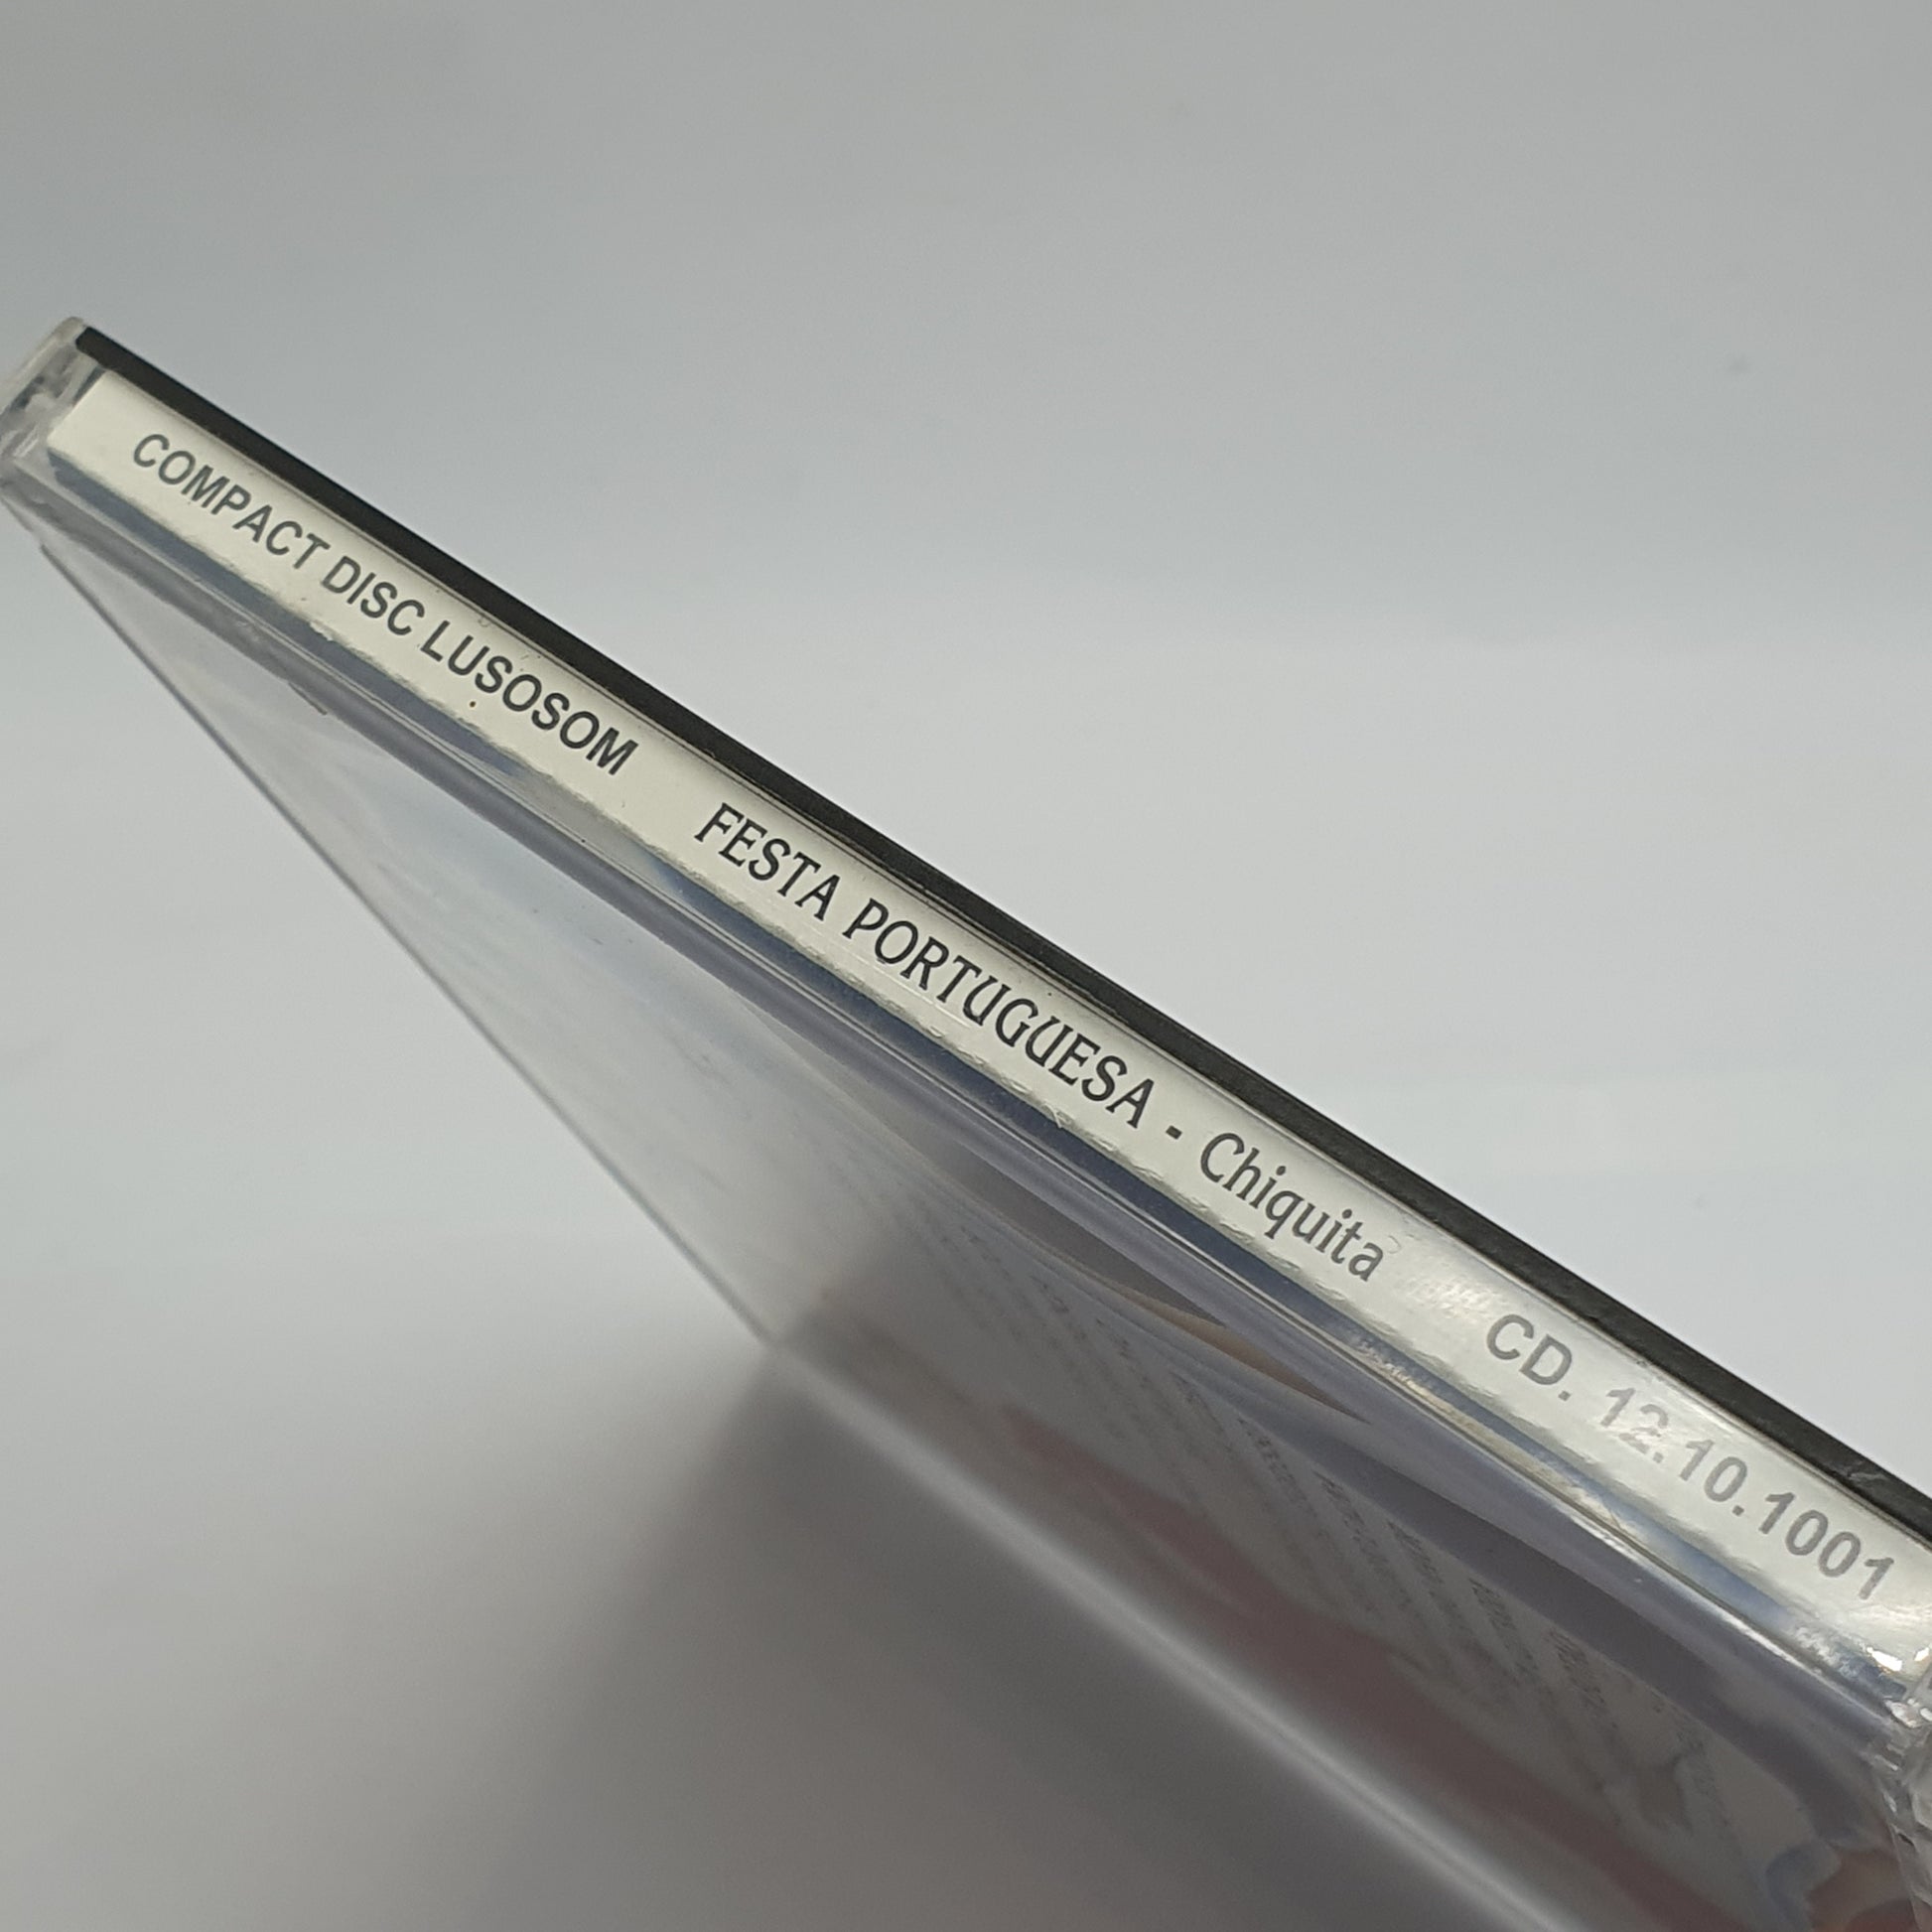 COMPACT DISC LUSOSOM FESTA PORTUGUESA - Chiquita CD. 12.10.1001